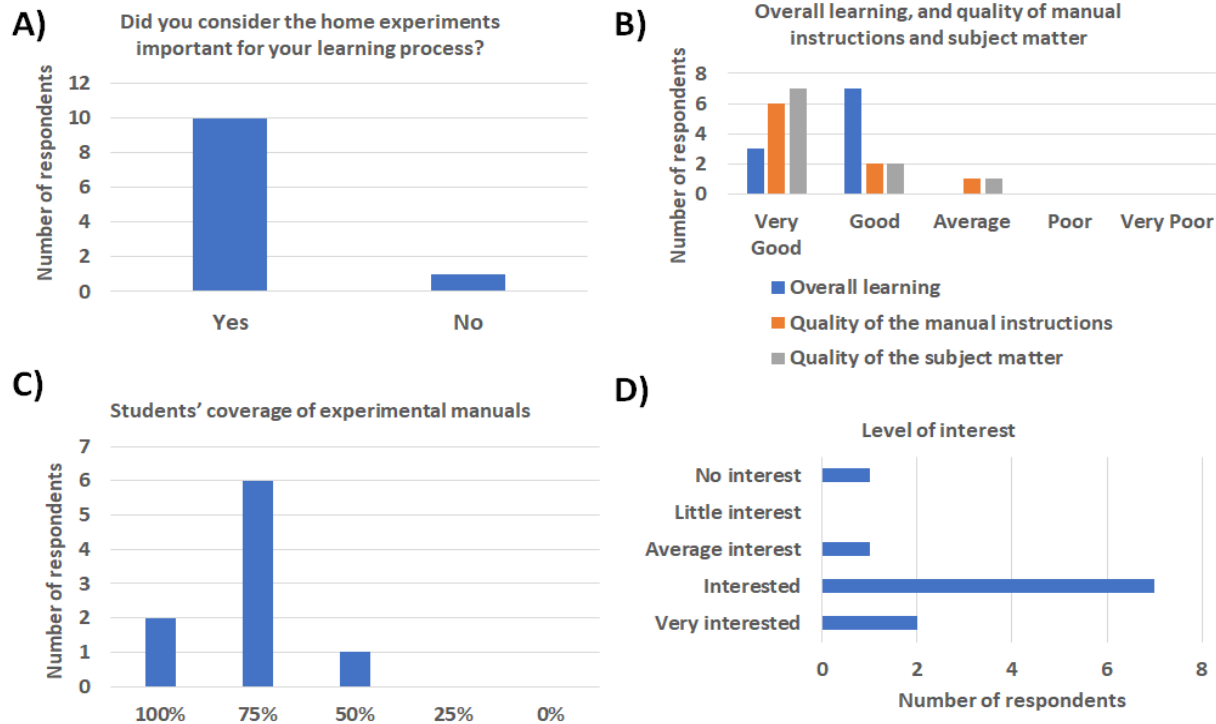 A)
Did you consider the home experiments
important for your learning process?
Number of respondents
12
10
8
6
4
2
0
Yes No
B)
Overall learning, and quality of manual
instructions and subject matter
Number of respondents
8
6
4
2
0
Very Good Good Average Poor Very Poor
Overall learning
Quality of the manual instructions
Quality of the subject matter
C)
Students’ coverage of experimental manuals
Number of respondents
7
6
5
4
3
2
1
0
100% 75% 50% 25% 0%
D)
Level of interest
No interest
Little interest
Average interest
Interested
Very interested
0 2 4 6 8
Number of respondents